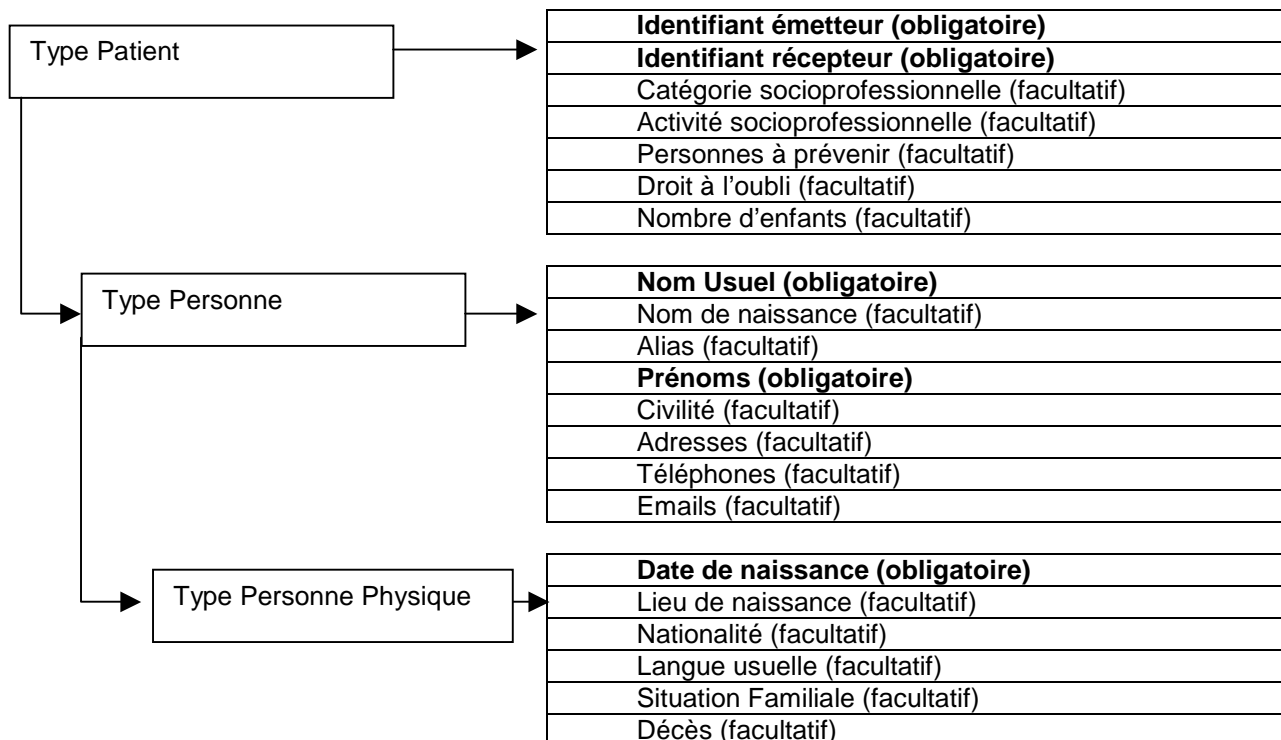 Type Patient
Identifiant émetteur (obligatoire)
Identifiant récepteur (obligatoire)
Catégorie socioprofessionnelle (facultatif)
Activité socioprofessionnelle (facultatif)
Personnes à prévenir (facultatif)
Droit à l’oubli (facultatif)
Nombre d’enfants (facultatif)
Type Personne
Nom Usuel (obligatoire)
Nom de naissance (facultatif)
Alias (facultatif)
Prénoms (obligatoire)
Civilité (facultatif)
Adresses (facultatif)
Téléphones (facultatif)
Emails (facultatif)
Type Personne Physique
Date de naissance (obligatoire)
Lieu de naissance (facultatif)
Nationalité (facultatif)
Langue usuelle (facultatif)
Situation Familiale (facultatif)
Décès (facultatif)